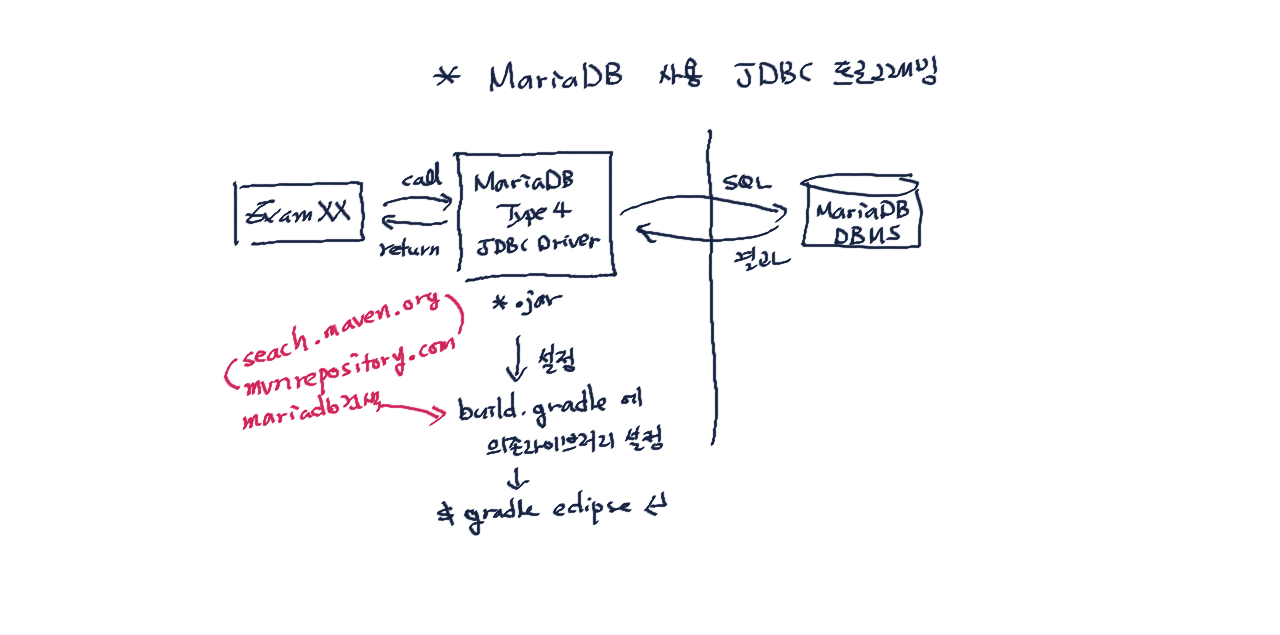 * MariaDB 사용 JDBC 프로그래밍
ExamXX
call
return
MariaDB
Type 4
JDBC Driver
SQL
결과
MariaDB
DBMS
*.jar
seach.maven.org
mvnrepository.com
mariadb검색
↓ 설정
build.gradle 에
의존라이브러리 설정
↓
$ gradle eclipse ↵